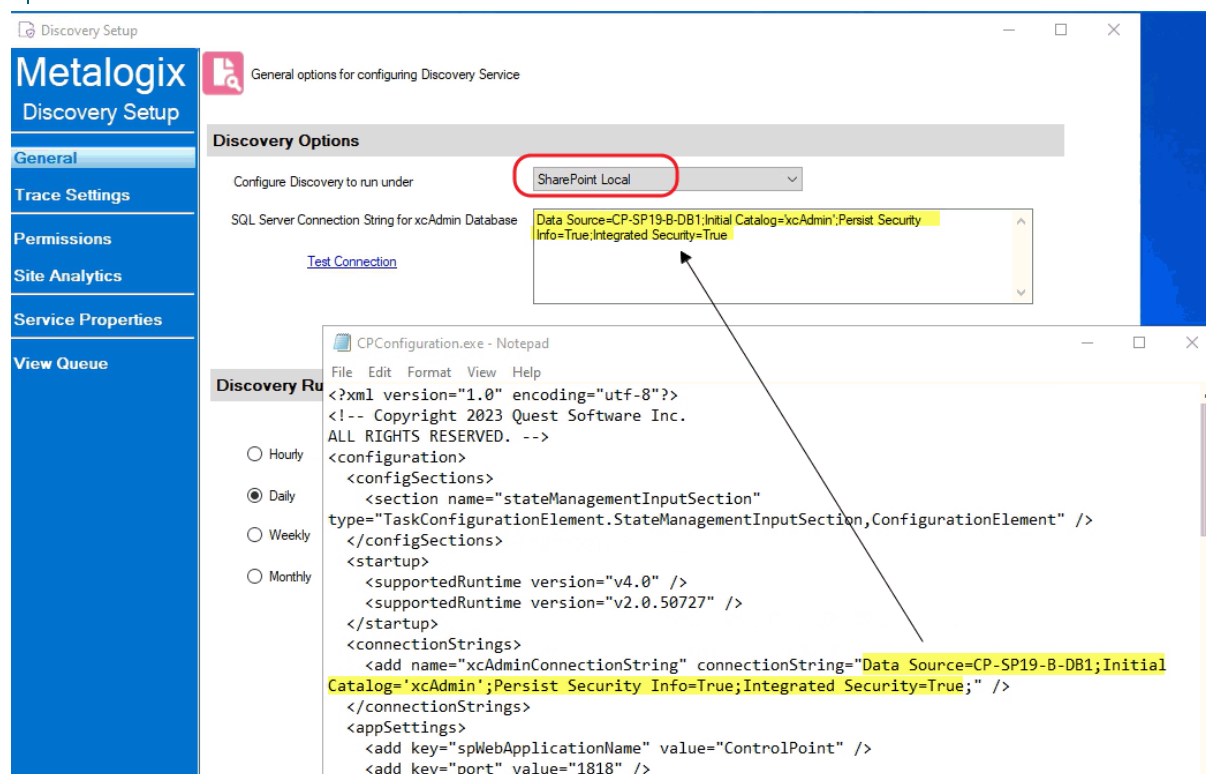 Discovery Setup
Metalogix
Discovery Setup
General
Trace Settings
Permissions
Site Analytics
Service Properties
View Queue
General options for configuring Discovery Service
Discovery Options
Configure Discovery to run under
SharePoint Local
SQL Server Connection String for xcAdmin Database
Data Source=CP-SP19-B-DB1;Initial Catalog='xcAdmin';Persist Security
Info=True;Integrated Security=True
Test Connection
Discovery Ru
Hourly
Daily
Weekly
Monthly
CPConfiguration.exe - Notepad
File Edit Format View Help
<?xml version="1.0" encoding="utf-8"?>
<!-- Copyright 2023 Quest Software Inc.
ALL RIGHTS RESERVED. -->
<configuration>
<configSections>
<section name="stateManagementInputSection"
type="TaskConfigurationElement.StateManagementInputSection,ConfigurationElement" />
</configSections>
<startup>
<supportedRuntime version="v4.0" />
<supportedRuntime version="v2.0.50727" />
</startup>
<connectionStrings>
<add name="xcAdminConnectionString" connectionString="Data Source=CP-SP19-B-DB1;Initial
Catalog='xcAdmin';Persist Security Info=True;Integrated Security=True;" />
</connectionStrings>
<appSettings>
<add key="spWebApplicationName" value="ControlPoint" />
<add key="port" value="1818" />